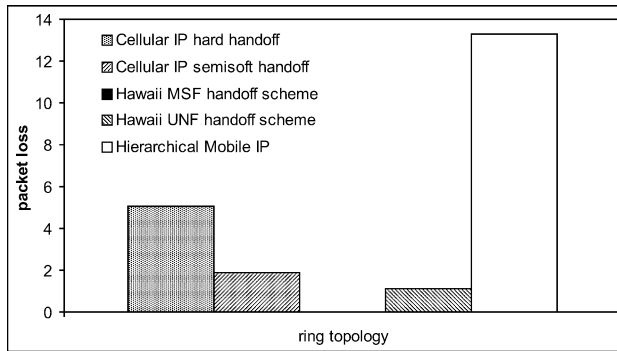 packet loss
14
12
10
8
6
4
2
0
Cellular IP hard handoff
Cellular IP semisoft handoff
Hawaii MSF handoff scheme
Hawaii UNF handoff scheme
Hierarchical Mobile IP
ring topology